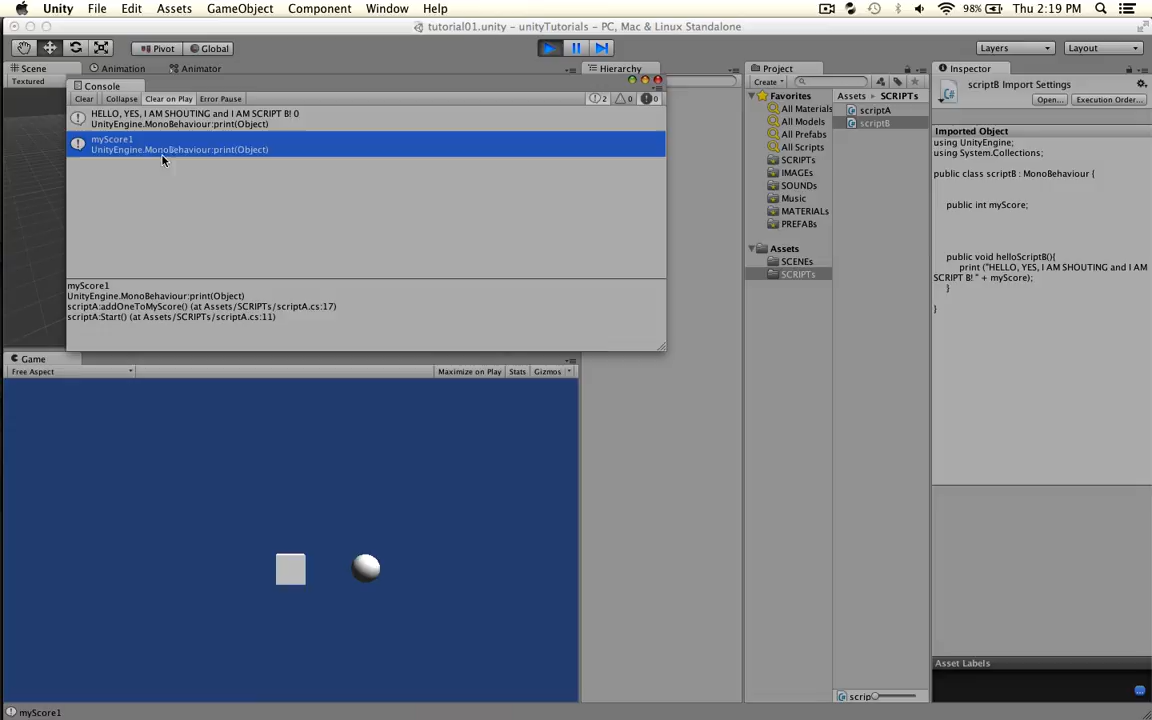 Unity File Edit Assets GameObject Component Window Help 98% Thu 2:19 PM
tutorial01.unity - unityTutorials - PC, Mac & Linux Standalone
Pivot Global Layers Layout
Scene Animation Animator Hierarchy Project Inspector
Textured
Console
Clear Collapse Clear on Play Error Pause 2 0 0
HELLO, YES, I AM SHOUTING and I AM SCRIPT B! 0
UnityEngine.MonoBehaviour:print(Object)
myScore1
UnityEngine.MonoBehaviour:print(Object)
myScore1
UnityEngine.MonoBehaviour:print(Object)
scriptA:addOneToMyScore() (at Assets/SCRIPTs/scriptA.cs:17)
scriptA:Start() (at Assets/SCRIPTs/scriptA.cs:11)
Game
Free Aspect Maximize on Play Stats Gizmos
myScore1
Create
Favorites
All Materials
All Models
All Prefabs
All Scripts
SCRIPTs
IMAGEs
SOUNDs
Music
MATERIALs
PREFABs
Assets
SCENEs
SCRIPTs
Assets SCRIPTs
scriptA
scriptB
scrip
scriptB Import Settings
Open... Execution Order...
Imported Object
using UnityEngine;
using System.Collections;
public class scriptB : MonoBehaviour {
public int myScore;
public void helloScriptB(){
print ("HELLO, YES, I AM SHOUTING and I AM
SCRIPT B! " + myScore);
}
}
Asset Labels